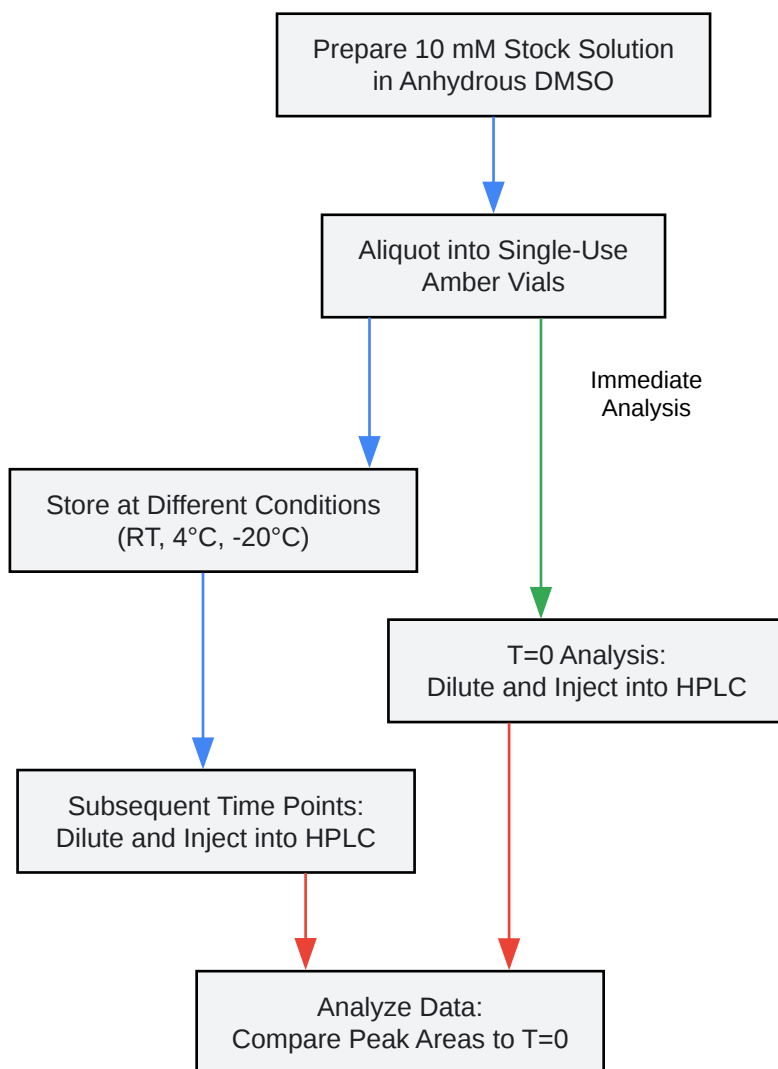 Prepare 10 mM Stock Solution
in Anhydrous DMSO
Aliquot into Single-Use
Amber Vials
Immediate
Analysis
Store at Different Conditions
(RT, 4°C, -20°C)
T=0 Analysis:
Dilute and Inject into HPLC
Subsequent Time Points:
Dilute and Inject into HPLC
Analyze Data:
Compare Peak Areas to T=0